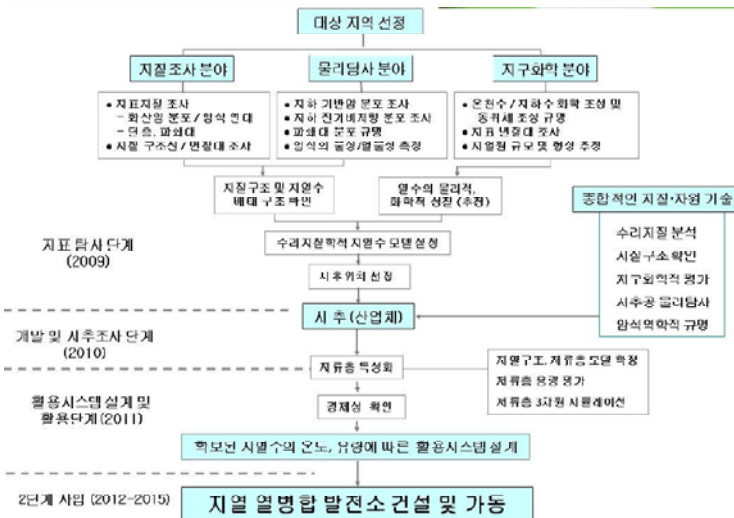 대상 지역 선정
지질조사 분야
물리탐사 분야
지구화학 분야
• 지표지질 조사
– 화산암 분포 / 암석 연대
– 단층, 파쇄대
• 지질 구조선 / 변질대 조사
• 지하 기반암 분포 조사
• 지하 전기비저항 분포 조사
• 파쇄대 분포 규명
• 암석의 물성/열물성 측정
• 온천수 / 지하수 화학 조성 및
동위체 조성 규명
• 지표 변질대 조사
• 지열원 규모 및 형상 추정
지질구조 및 지열수
배태 구조 확인
열수의 물리적,
화학적 성질 (추정)
종합적인 지질·자원 기술
수리지질 분석
지질구조 확인
지구화학적 평가
시추공 물리탐사
암석역학적 규명
지표 탐사 단계
(2009)
수리지질학적 지열수 모델 설정
시추위치 선정
시 추 (산업체)
개발 및 시추조사 단계
(2010)
저류층 특성화
지열구조, 저류층 모델 확정
저류층 용량 평가
저류층 3차원 시뮬레이션
활용시스템 설계 및
활용단계(2011)
경제성 확인
확보된 지열수의 온도, 유량에 따른 활용시스템 설계
2단계 사업 (2012-2015)
지열 열병합 발전소 건설 및 가동